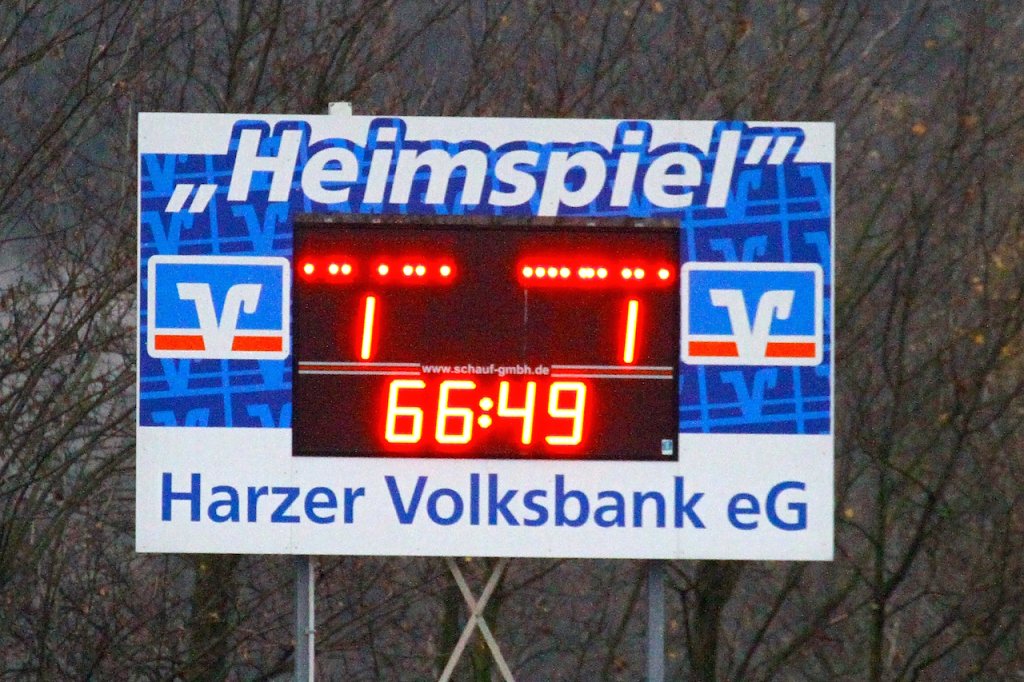 „Heimspiel”
1 1
www.schauf-gmbh.de
66:49
Harzer Volksbank eG